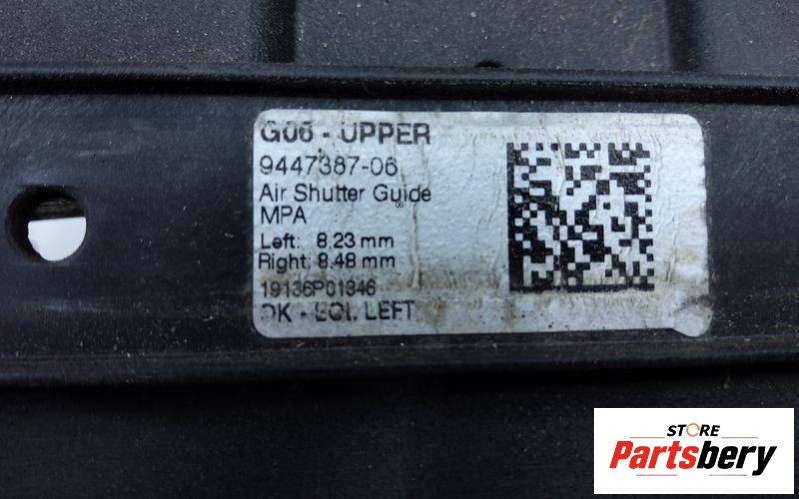 G06 - UPPER
9447387-06
Air Shutter Guide
MPA
Left: 8.23 mm
Right: 8.48 mm
19136P01346
OK - EOL LEFT
STORE
Partsbery